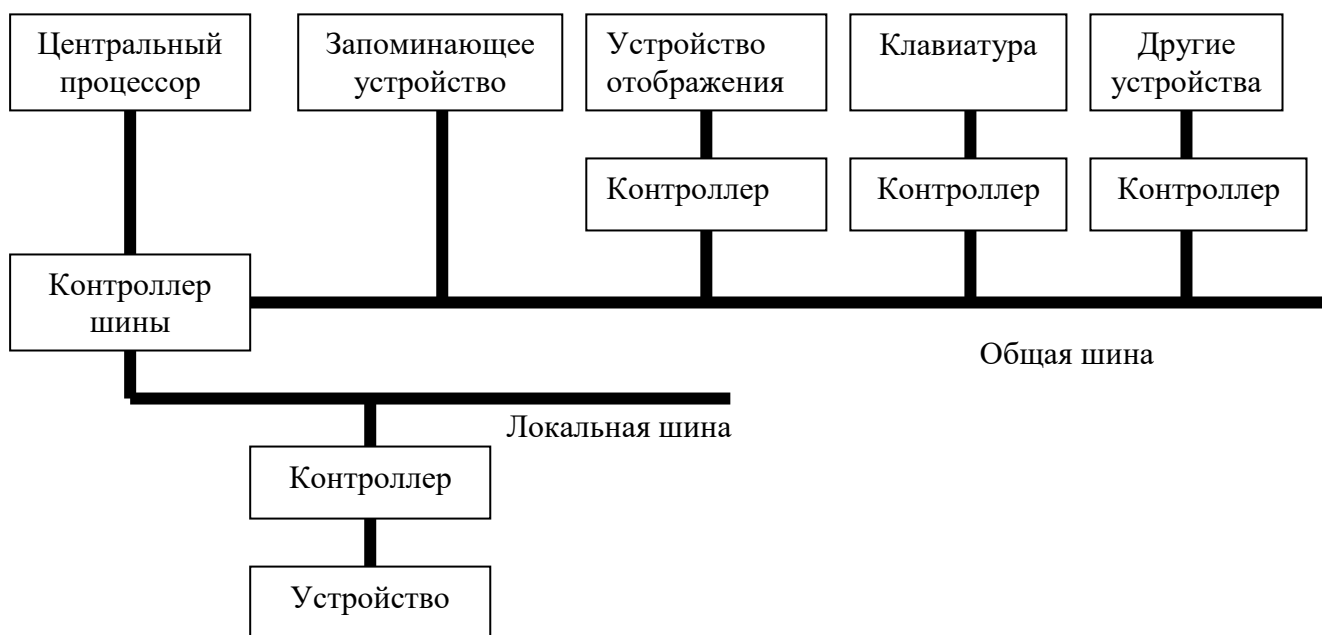 Центральный
процессор
Запоминающее
устройство
Устройство
отображения
Клавиатура
Другие
устройства
Контроллер
Контроллер
Контроллер
Контроллер
шины
Общая шина
Локальная шина
Контроллер
Устройство